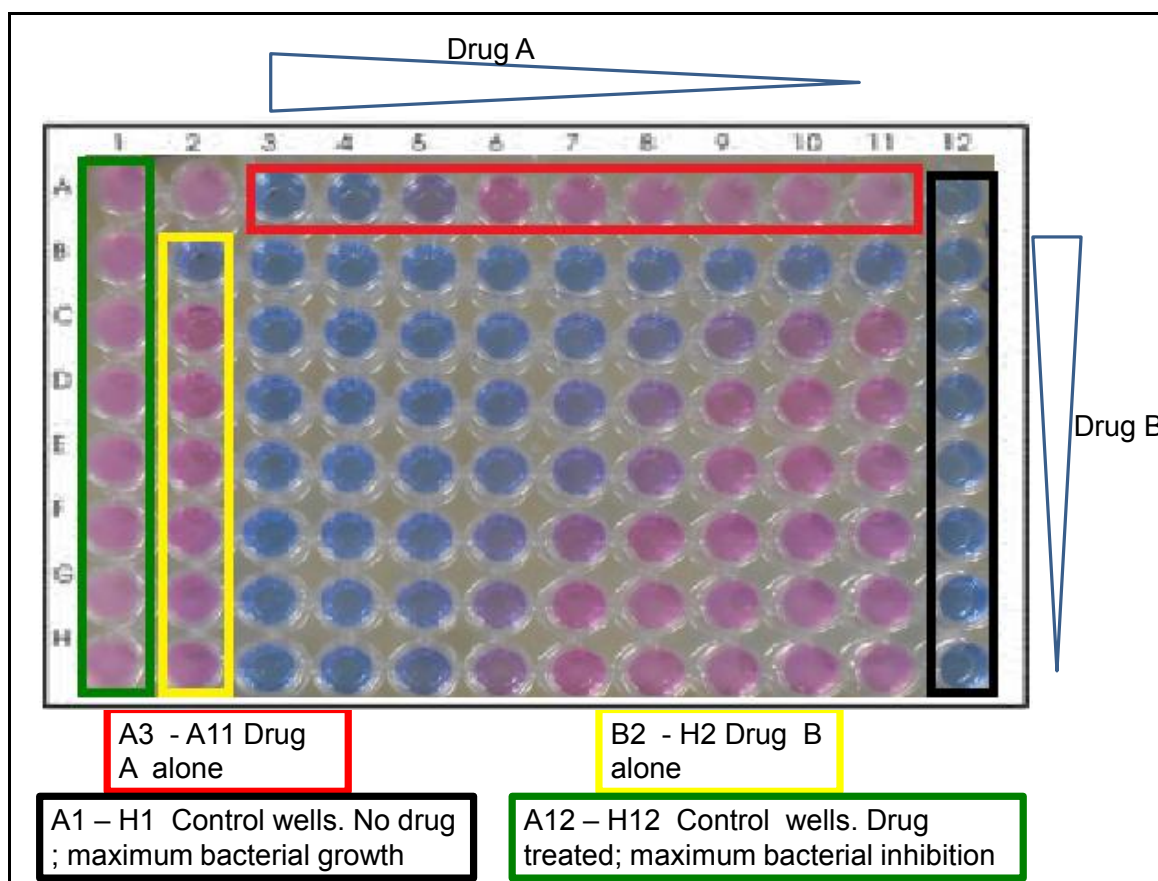 Drug A
1 2 3 4 5 6 7 8 9 10 11 12
A
B
C
D
E
F
G
H
Drug B
A3 - A11 Drug
A alone
B2 - H2 Drug B
alone
A1 – H1 Control wells. No drug
; maximum bacterial growth
A12 – H12 Control wells. Drug
treated; maximum bacterial inhibition